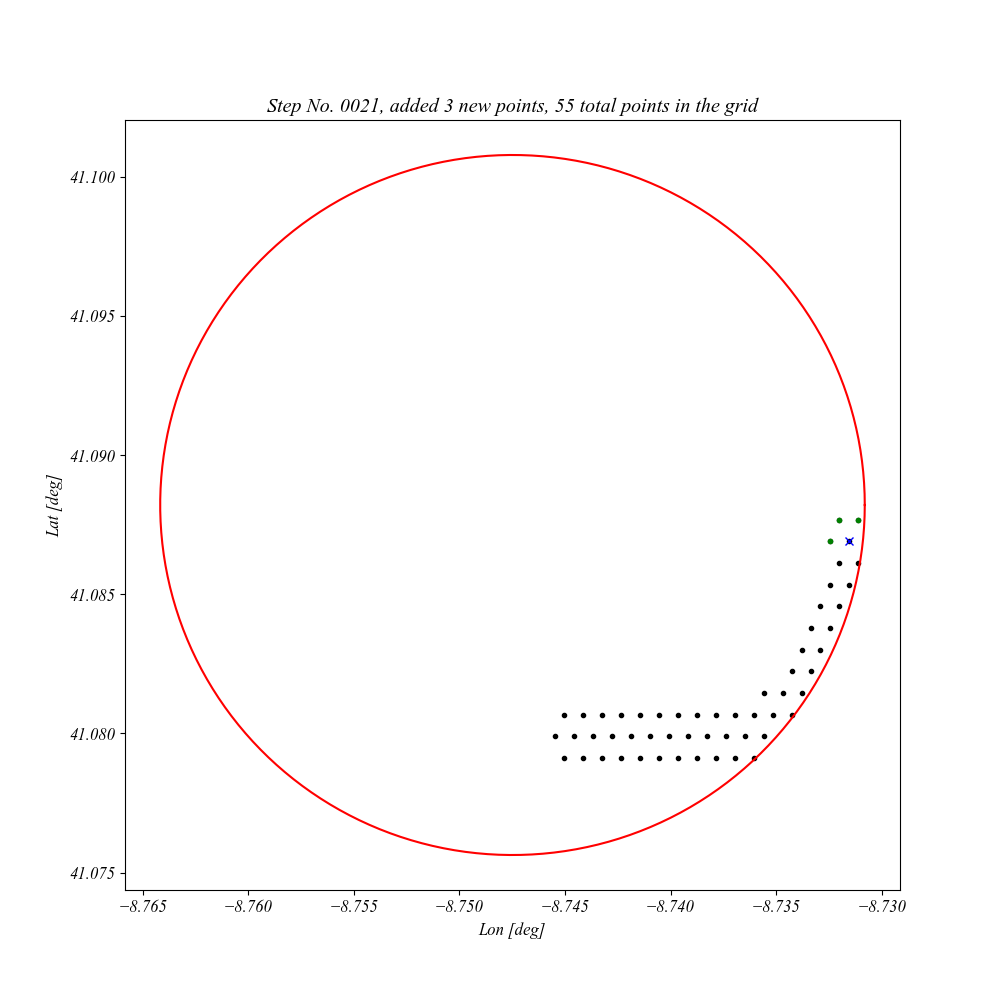 Step No. 0021, added 3 new points, 55 total points in the grid
41.100
41.095
41.090
41.085
41.080
41.075
Lat [deg]
−8.765 −8.760 −8.755 −8.750 −8.745 −8.740 −8.735 −8.730
Lon [deg]